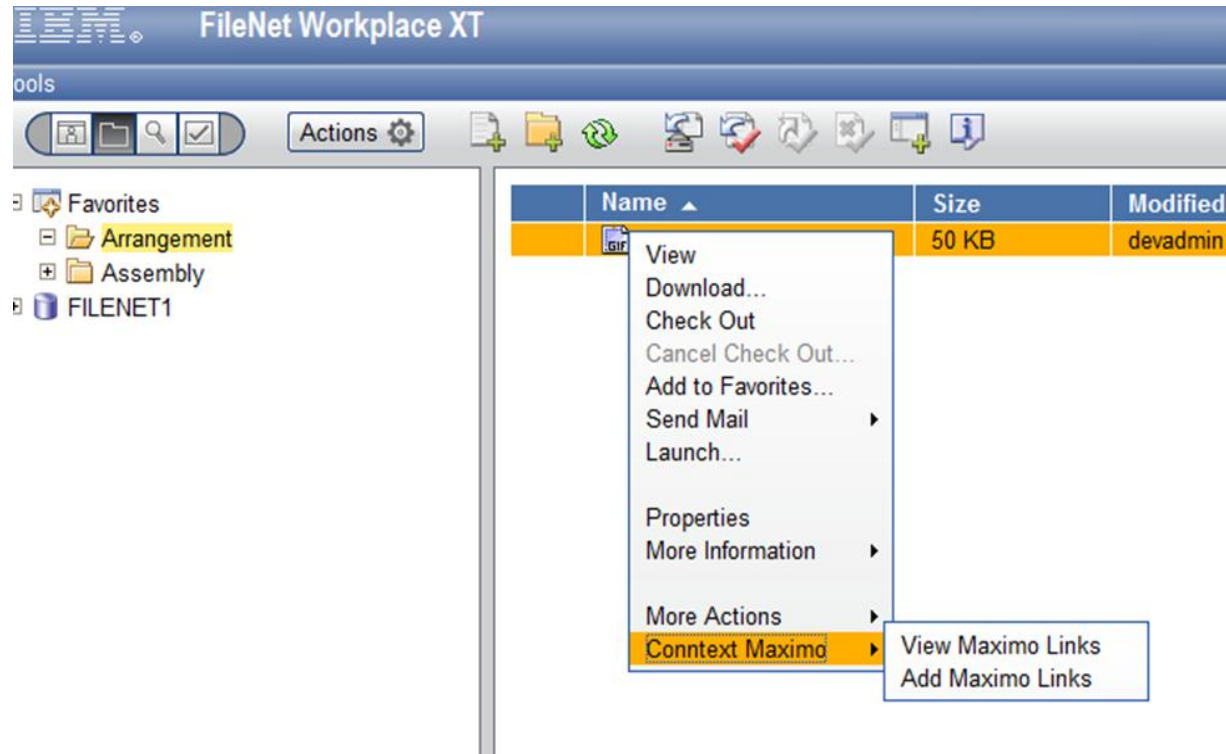 IBM® FileNet Workplace XT
ools
Actions
Favorites
Arrangement
Assembly
FILENET1
Name Size Modified
GIF 50 KB devadmin
View
Download...
Check Out
Cancel Check Out...
Add to Favorites...
Send Mail
Launch...
Properties
More Information
More Actions
Conntext Maximo
View Maximo Links
Add Maximo Links